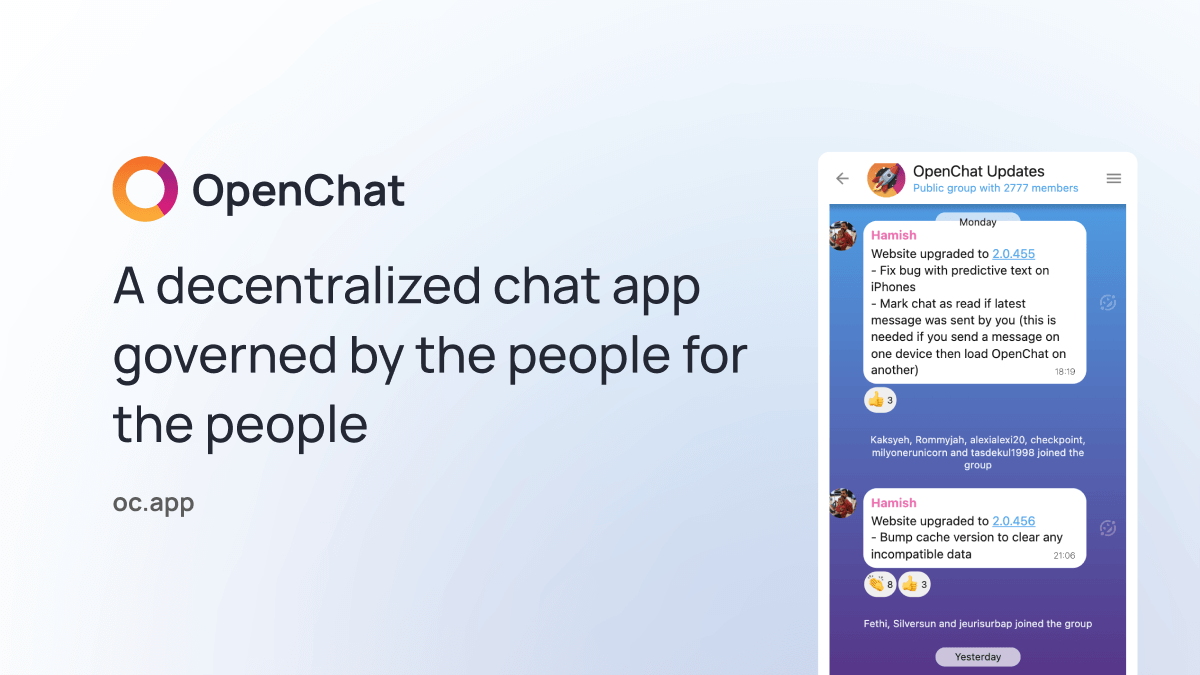 OpenChat
A decentralized chat app
governed by the people for
the people
oc.app
OpenChat Updates
Public group with 2777 members
Monday
Hamish
Website upgraded to 2.0.455
- Fix bug with predictive text on
iPhones
- Mark chat as read if latest
message was sent by you (this is
needed if you send a message on
one device then load OpenChat on
another)
18:19
👍 3
Kaksyeh, Rommyjah, alexialexi20, checkpoint,
milyonerunicorn and tasdekul1998 joined the
group
Hamish
Website upgraded to 2.0.456
- Bump cache version to clear any
incompatible data
21:06
👏 8 👍 3
Fethi, Silversun and jeurisurbap joined the group
Yesterday